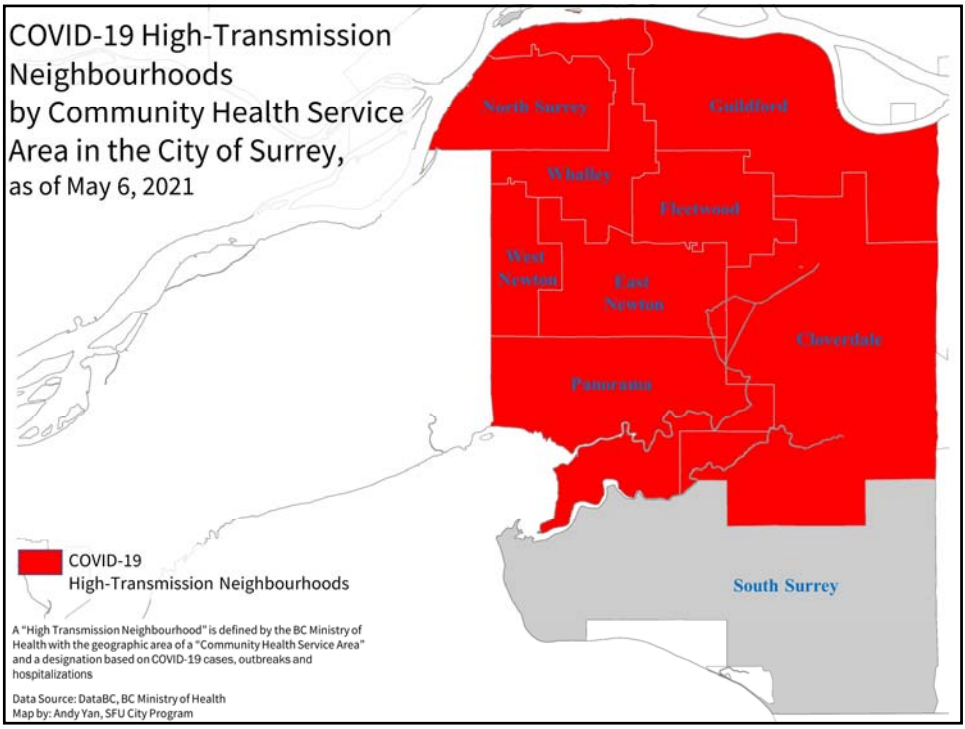 COVID-19 High-Transmission
Neighbourhoods
by Community Health Service
Area in the City of Surrey,
as of May 6, 2021
North Surrey
Guildford
Whalley
Fleetwood
West
Newton
East
Newton
Cloverdale
Panorama
South Surrey
COVID-19
High-Transmission Neighbourhoods
A "High Transmission Neighbourhood" is defined by the BC Ministry of
Health with the geographic area of a "Community Health Service Area"
and a designation based on COVID-19 cases, outbreaks and
hospitalizations
Data Source: DataBC, BC Ministry of Health
Map by: Andy Yan, SFU City Program